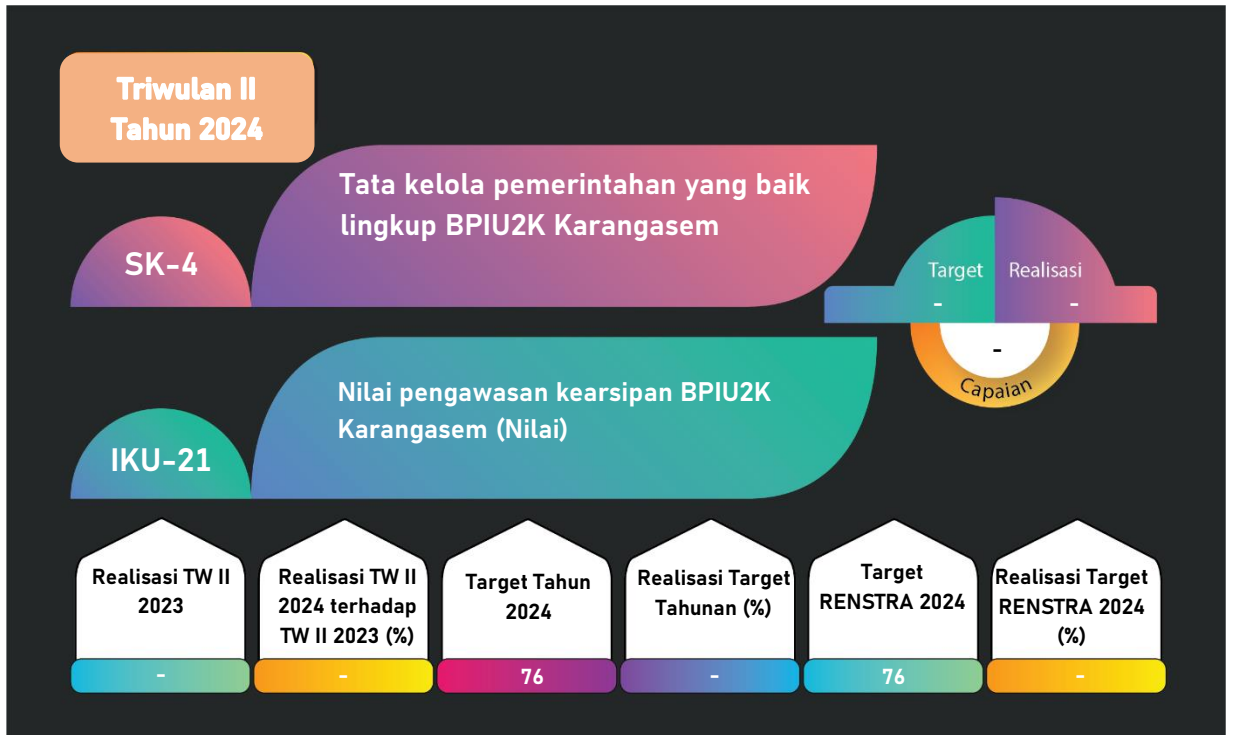 Triwulan II
Tahun 2024
Tata kelola pemerintahan yang baik
lingkup BPIU2K Karangasem
SK-4
Target
Realisasi
-
-
-
Capaian
Nilai pengawasan kearsipan BPIU2K
Karangasem (Nilai)
IKU-21
Realisasi TW II
2023
-
Realisasi TW II
2024 terhadap
TW II 2023 (%)
-
Target Tahun
2024
76
Realisasi Target
Tahunan (%)
-
Target
RENSTRA 2024
76
Realisasi Target
RENSTRA 2024
(%)
-